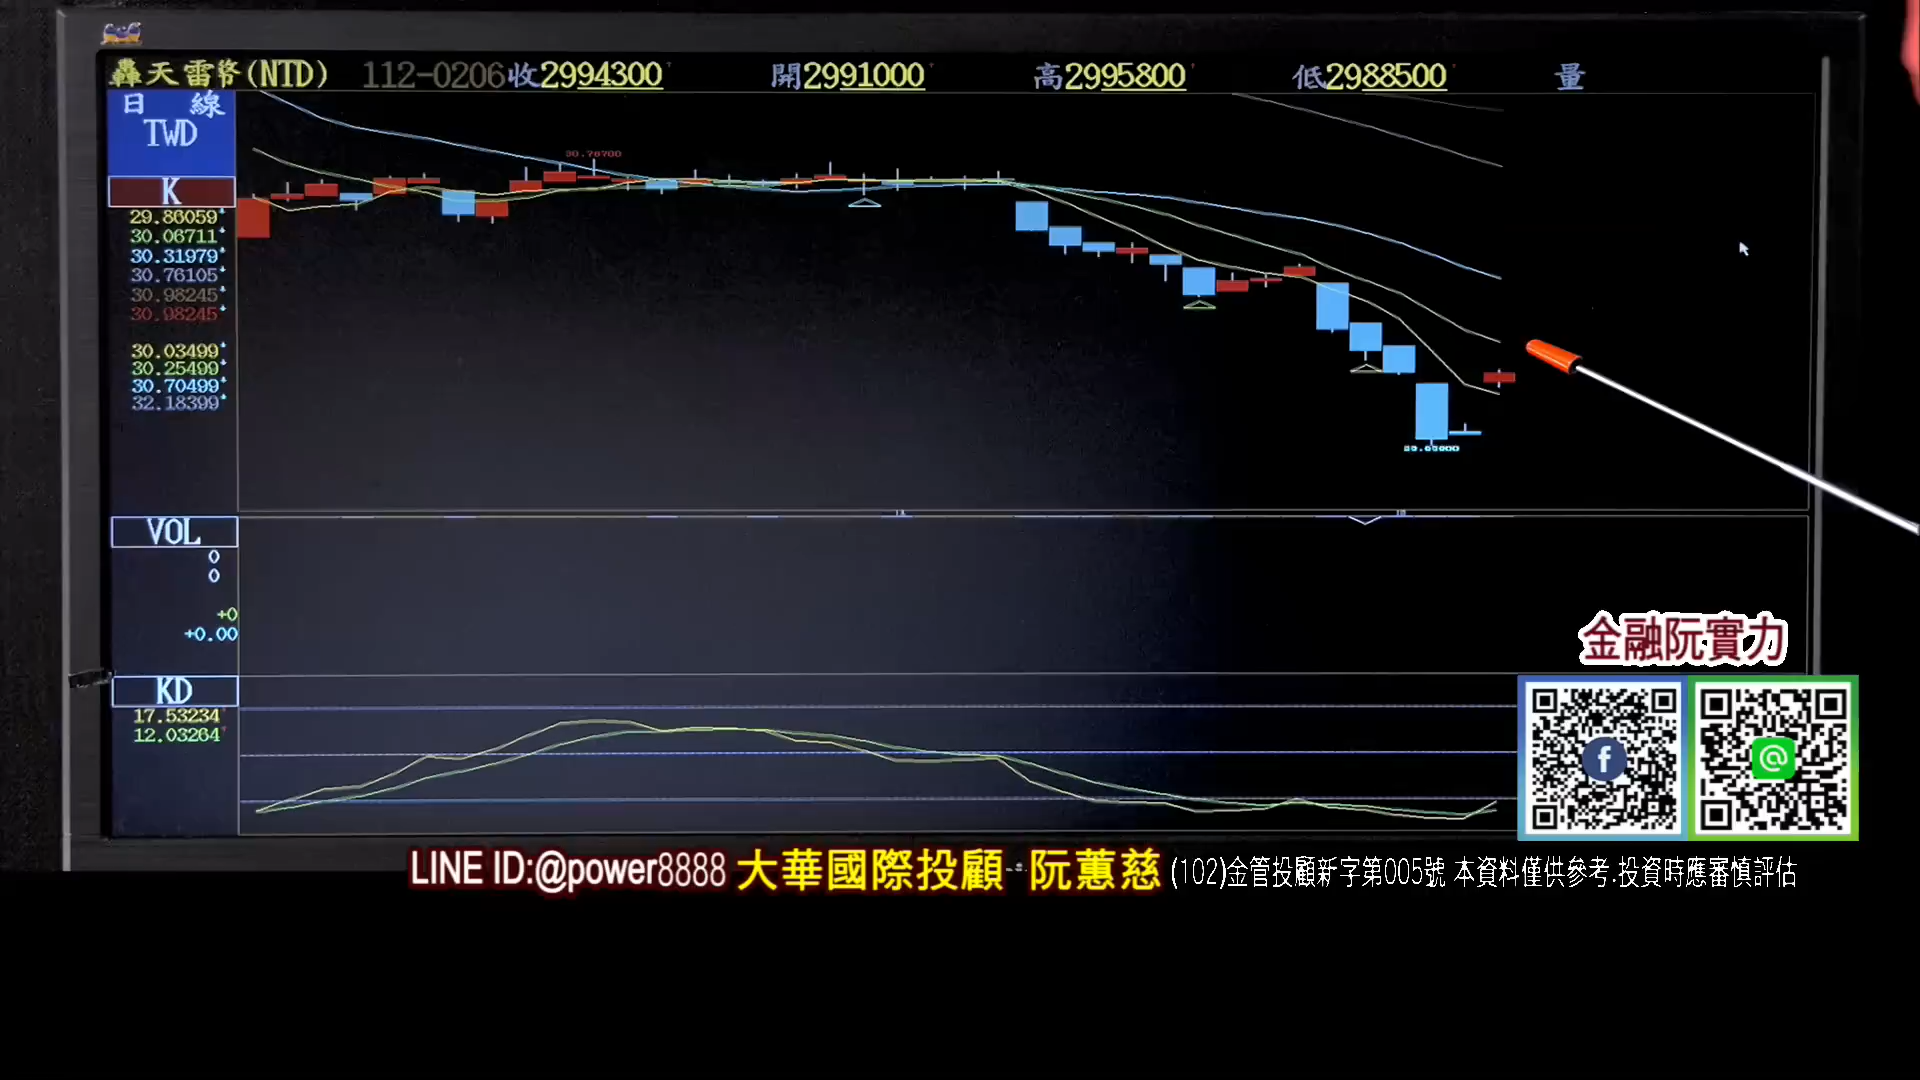 轟天雷幣(NTD) 112-0206收2994300 開2991000 高2995800 低2988500 量
日 線
TWD
K
29.86059
30.06711
30.31979
30.76105
30.98245
30.98245
30.03499
30.25499
30.70499
32.18399
30.76700
VOL
0
0
+0
+0.00
KD
17.53234
12.03264
金融阮實力
f
@
LINE ID:@power8888 大華國際投顧 - 阮蕙慈 (102)金管投顧新字第005號 本資料僅供參考.投資時應審慎評估